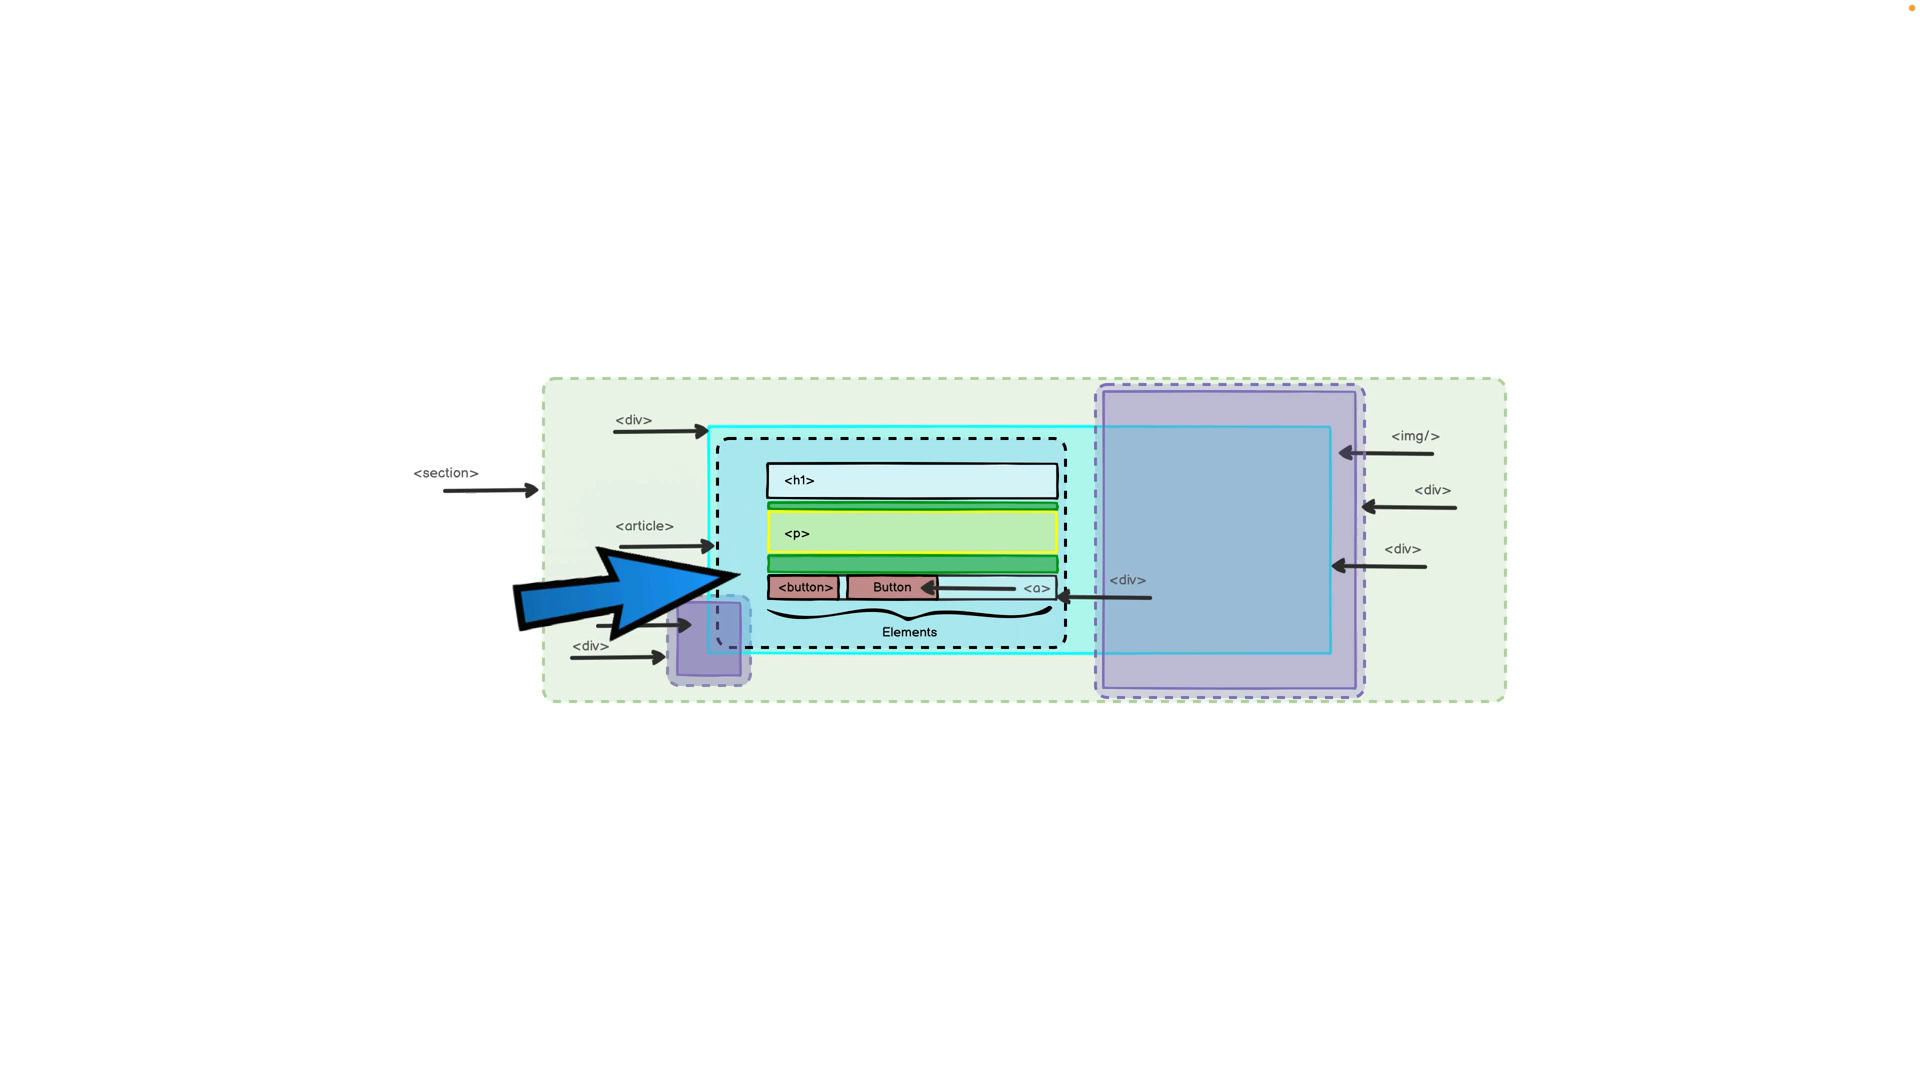 <div>
<img/>
<section>
<h1>
<div>
<article>
<p>
<div>
<button>
Button
<a>
<div>
Elements
<div>